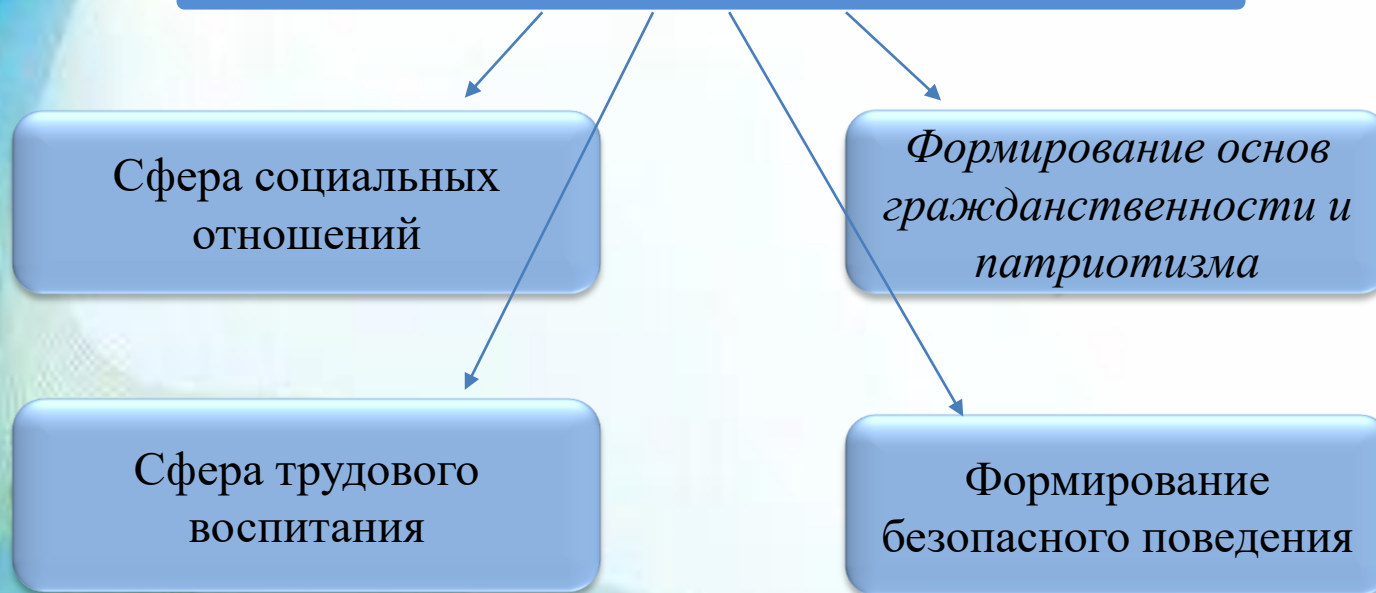 Сфера социальных
отношений
Формирование основ
гражданственности и
патриотизма
Сфера трудового
воспитания
Формирование
безопасного поведения